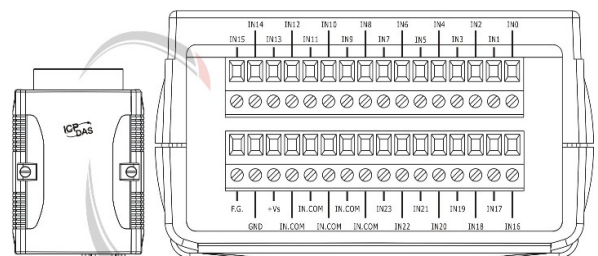 IN14 IN12 IN10 IN8 IN6 IN4 IN2 IN0
IN15 IN13 IN11 IN9 IN7 IN5 IN3 IN1
ICP
DAS
F.G. +Vs IN.COM IN.COM IN23 IN21 IN19 IN17
GND IN.COM IN.COM IN.COM IN22 IN20 IN18 IN16